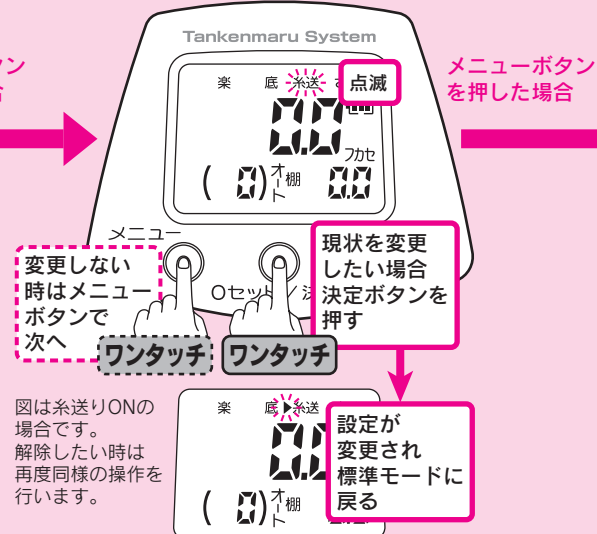 Tankenmaru System
楽 底 糸送
点滅
メニューボタン
を押した場合
タン
合
0.0
フカセ
(0)オート棚 0.0
メニュー
0セット
変更しない
時はメニュー
ボタンで
次へ
現状を変更
したい場合
決定ボタンを
押す
ワンタッチ
ワンタッチ
図は糸送りONの
場合です。
解除したい時は
再度同様の操作を
行います。
楽 底▶糸送
設定が
変更され
標準モードに
戻る
(0)オート棚